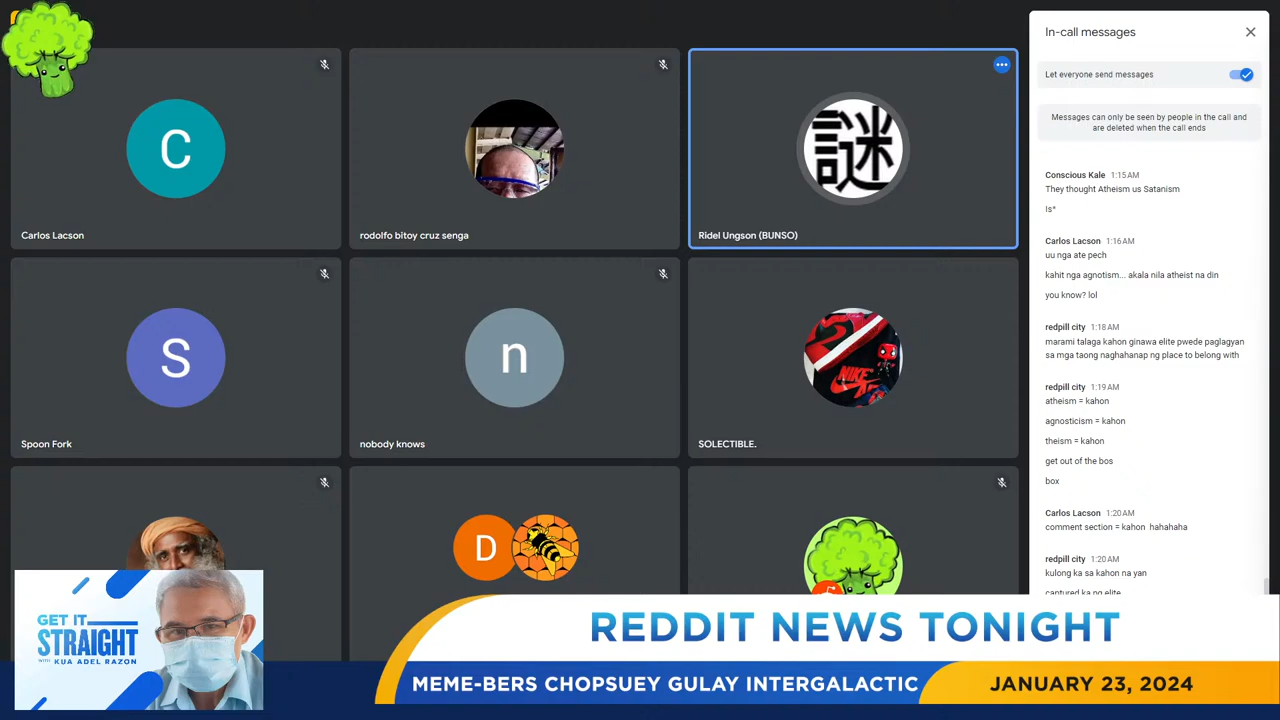 In-call messages
Let everyone send messages
Messages can only be seen by people in the call and
are deleted when the call ends
Conscious Kale 1:15 AM
They thought Atheism us Satanism
Is*
Carlos Lacson 1:16 AM
uu nga ate pech
kahit nga agnotism... akala nila atheist na din
you know? lol
redpill city 1:18 AM
marami talaga kahon ginawa elite pwede paglagyan
sa mga taong naghahanap ng place to belong with
redpill city 1:19 AM
atheism = kahon
agnosticism = kahon
theism = kahon
get out of the bos
box
Carlos Lacson 1:20 AM
comment section = kahon hahahaha
redpill city 1:20 AM
kulong ka sa kahon na yan
captured ka ng elite
C
Carlos Lacson
rodolfo bitoy cruz senga
謎
Ridel Ungson (BUNSO)
S
Spoon Fork
n
nobody knows
NIKE
SOLECTIBLE.
D
GET IT
STRAIGHT
WITH KUA ADEL RAZON
REDDIT NEWS TONIGHT
MEME-BERS CHOPSUEY GULAY INTERGALACTIC
JANUARY 23, 2024